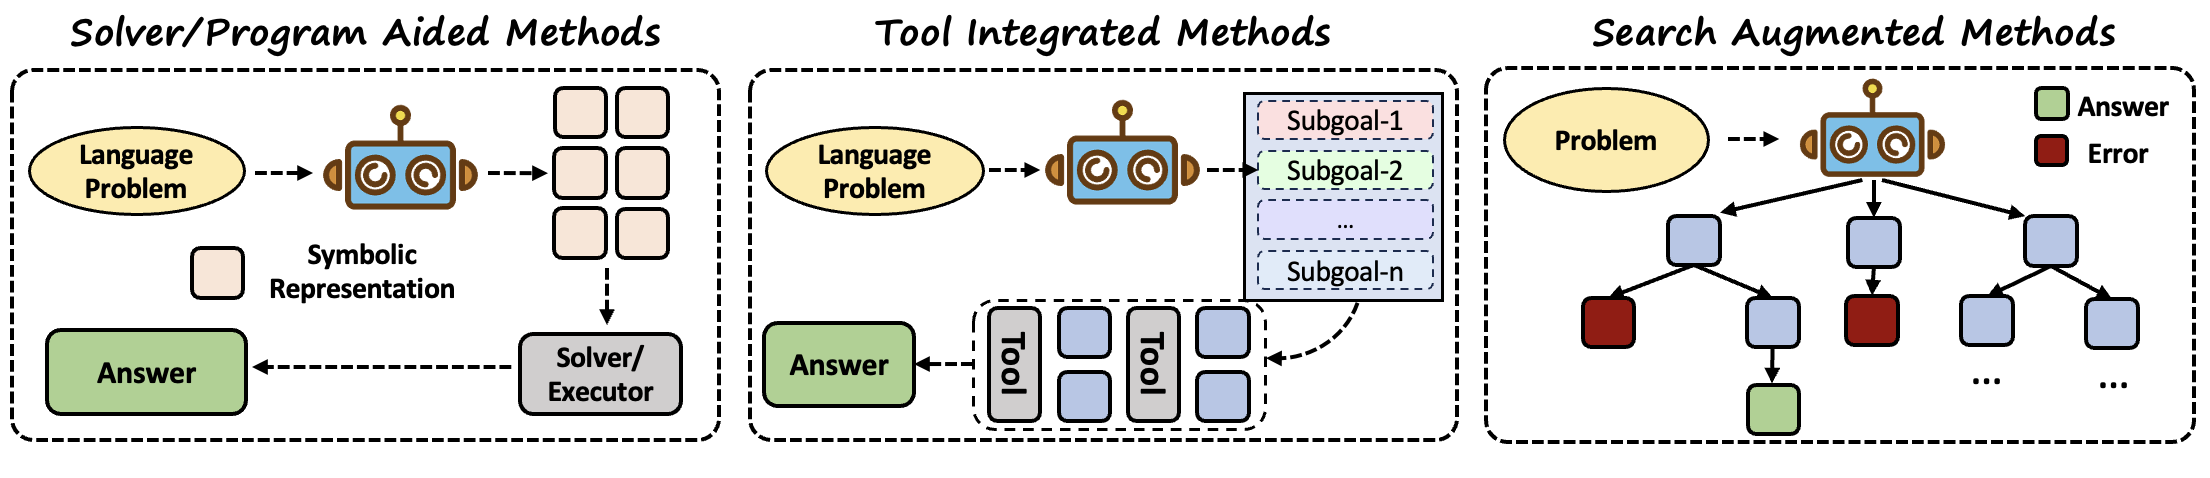 Solver/Program Aided Methods
Language
Problem
Symbolic
Representation
Answer
Solver/
Executor
Tool Integrated Methods
Language
Problem
Subgoal-1
Subgoal-2
...
Subgoal-n
Answer
Tool
Tool
Search Augmented Methods
Problem
Answer
Error
...
...